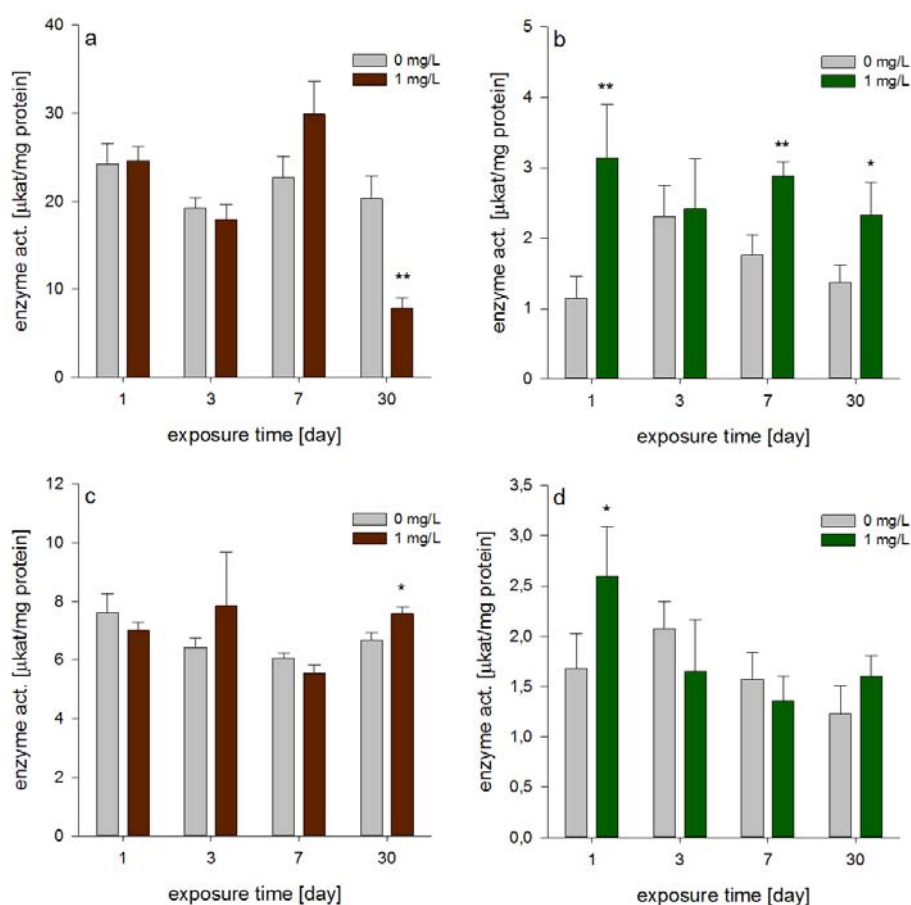 a
0 mg/L
1 mg/L
enzyme act. [µkat/mg protein]
40
30
20
10
0
**
1 3 7 30
exposure time [day]
b
0 mg/L
1 mg/L
enzyme act. [µkat/mg protein]
5
4
3
2
1
0
** ** *
1 3 7 30
exposure time [day]
c
0 mg/L
1 mg/L
enzyme act. [µkat/mg protein]
12
10
8
6
4
2
0
*
1 3 7 30
exposure time [day]
d
0 mg/L
1 mg/L
enzyme act. [µkat/mg protein]
3,5
3,0
2,5
2,0
1,5
1,0
0,5
0,0
*
1 3 7 30
exposure time [day]